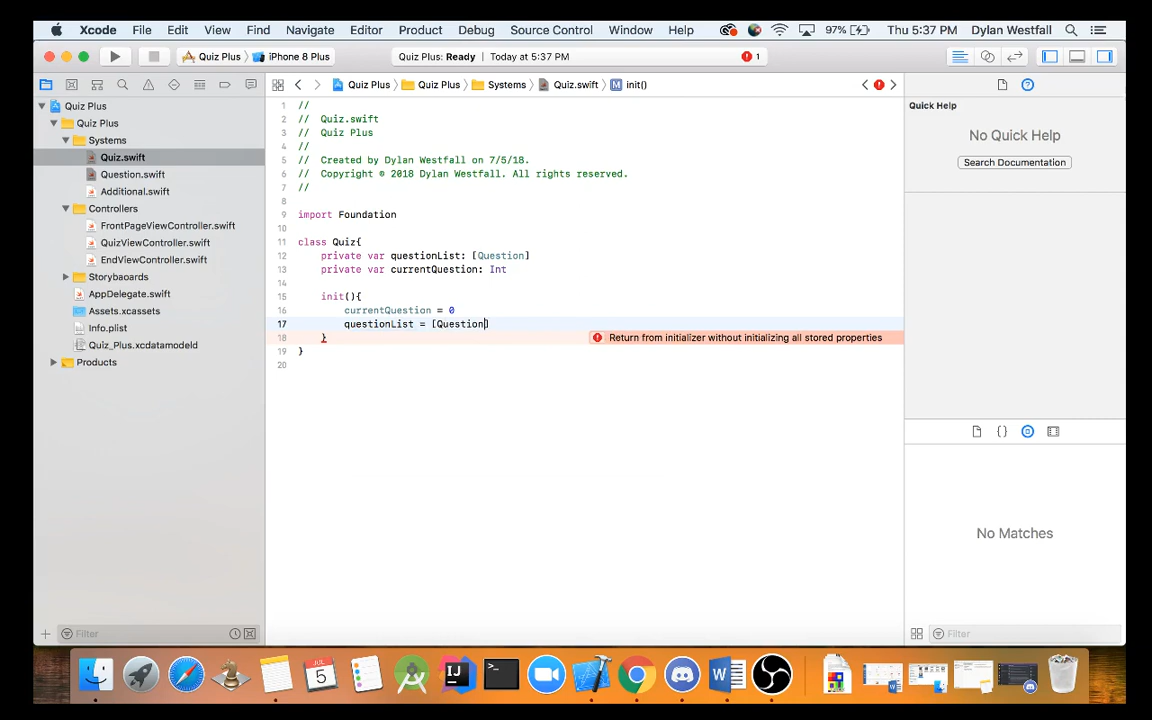 Xcode File Edit View Find Navigate Editor Product Debug Source Control Window Help 97% Thu 5:37 PM Dylan Westfall
Quiz Plus iPhone 8 Plus Quiz Plus: Ready Today at 5:37 PM 1
Quiz Plus Quiz Plus Systems Quiz.swift M init()
Quiz Plus
Quiz Plus
Systems
Quiz.swift
Question.swift
Additional.swift
Controllers
FrontPageViewController.swift
QuizViewController.swift
EndViewController.swift
Storybaoards
AppDelegate.swift
Assets.xcassets
Info.plist
Quiz_Plus.xcdatamodeld
Products
Filter
1 //
2 // Quiz.swift
3 // Quiz Plus
4 //
5 // Created by Dylan Westfall on 7/5/18.
6 // Copyright © 2018 Dylan Westfall. All rights reserved.
7 //
8
9 import Foundation
10
11 class Quiz{
12 private var questionList: [Question]
13 private var currentQuestion: Int
14
15 init(){
16 currentQuestion = 0
17 questionList = [Question]
18 } Return from initializer without initializing all stored properties
19 }
20
Quick Help
No Quick Help
Search Documentation
{ }
No Matches
Filter
JUL
5